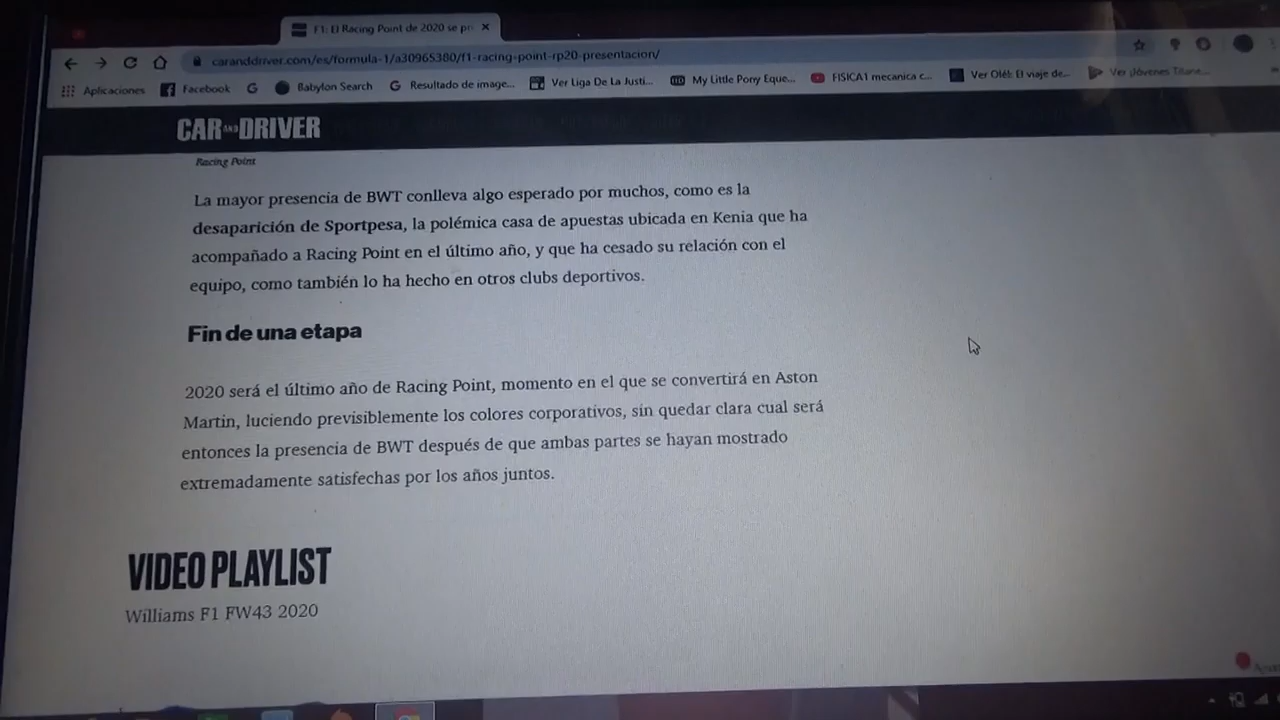 F1: El Racing Point de 2020 se pr
caranddriver.com/es/formula-1/a30965380/f1-racing-point-rp20-presentacion/
Aplicaciones Facebook Babylon Search Resultado de image... Ver Liga De La Justi... My Little Pony Eque... FISICA1 mecanica c... Ver Olé!: El viaje de... Ver ¡Jóvenes Titane...
CAR AND DRIVER
Racing Point
La mayor presencia de BWT conlleva algo esperado por muchos, como es la
desaparición de Sportpesa, la polémica casa de apuestas ubicada en Kenia que ha
acompañado a Racing Point en el último año, y que ha cesado su relación con el
equipo, como también lo ha hecho en otros clubs deportivos.
Fin de una etapa
2020 será el último año de Racing Point, momento en el que se convertirá en Aston
Martin, luciendo previsiblemente los colores corporativos, sin quedar clara cual será
entonces la presencia de BWT después de que ambas partes se hayan mostrado
extremadamente satisfechas por los años juntos.
VIDEO PLAYLIST
Williams F1 FW43 2020